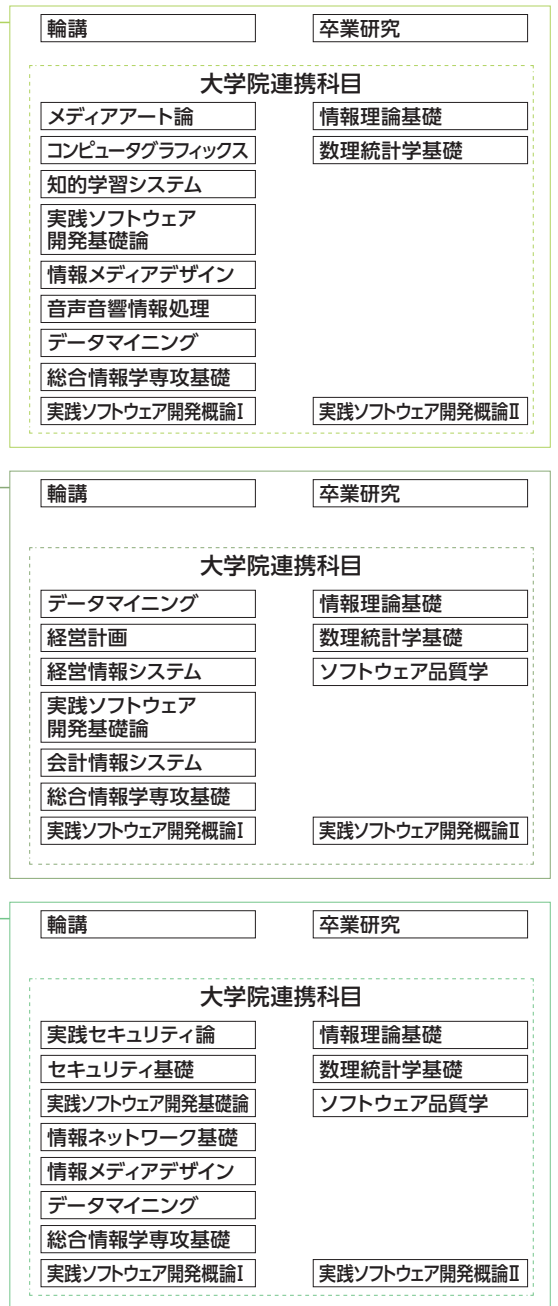 輪講
卒業研究
大学院連携科目
メディアアート論
情報理論基礎
コンピュータグラフィックス
数理統計学基礎
知的学習システム
実践ソフトウェア
開発基礎論
情報メディアデザイン
音声音響情報処理
データマイニング
総合情報学専攻基礎
実践ソフトウェア開発概論Ⅰ
実践ソフトウェア開発概論Ⅱ
輪講
卒業研究
大学院連携科目
データマイニング
情報理論基礎
経営計画
数理統計学基礎
経営情報システム
ソフトウェア品質学
実践ソフトウェア
開発基礎論
会計情報システム
総合情報学専攻基礎
実践ソフトウェア開発概論Ⅰ
実践ソフトウェア開発概論Ⅱ
輪講
卒業研究
大学院連携科目
実践セキュリティ論
情報理論基礎
セキュリティ基礎
数理統計学基礎
実践ソフトウェア開発基礎論
ソフトウェア品質学
情報ネットワーク基礎
情報メディアデザイン
データマイニング
総合情報学専攻基礎
実践ソフトウェア開発概論Ⅰ
実践ソフトウェア開発概論Ⅱ